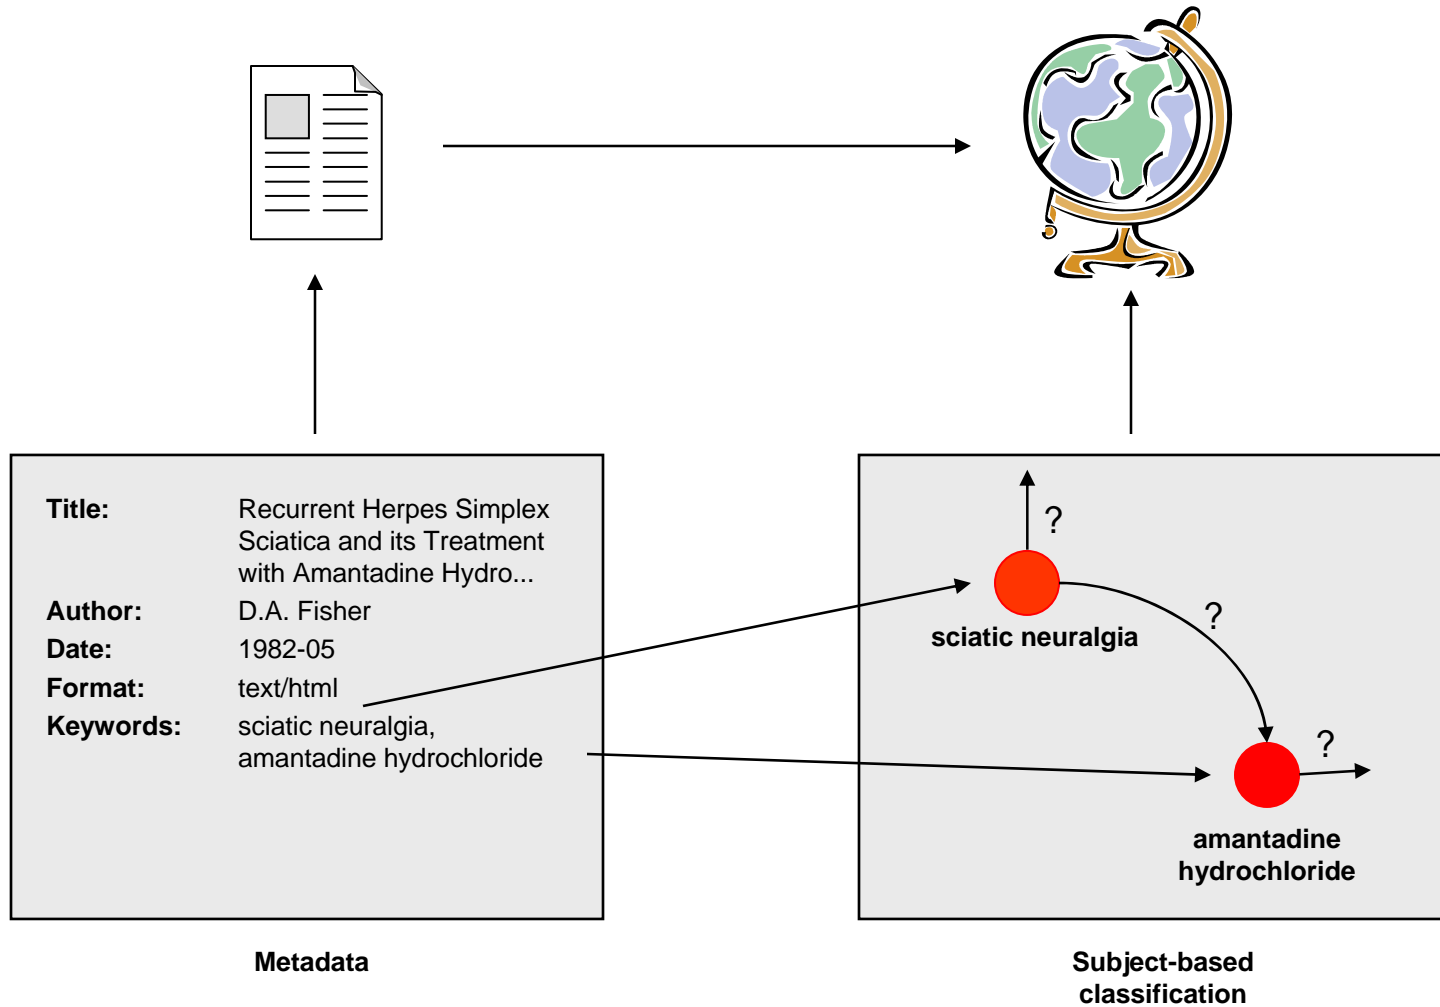 Title: Recurrent Herpes Simplex
Sciatica and its Treatment
with Amantadine Hydro...
Author: D.A. Fisher
Date: 1982-05
Format: text/html
Keywords: sciatic neuralgia,
amantadine hydrochloride
Metadata
?
sciatic neuralgia
?
?
amantadine
hydrochloride
Subject-based
classification